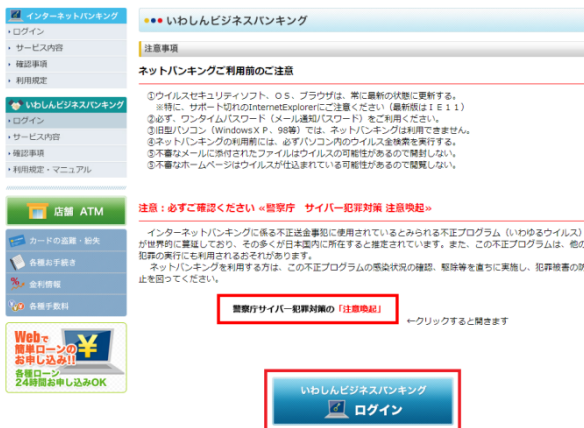 インターネットバンキング
・ログイン
・サービス内容
・確認事項
・利用規定
いわしんビジネスバンキング
・ログイン
・サービス内容
・確認事項
・利用規定・マニュアル
店舗 ATM
カードの盗難・紛失
各種お手続き
金利情報
各種手数料
Webで
簡単ローンの
お申し込み!!
各種ローン
24時間お申し込みOK
いわしんビジネスバンキング
注意事項
ネットバンキングご利用前のご注意
①ウイルスセキュリティソフト、ＯＳ、ブラウザは、常に最新の状態に更新する。
※特に、サポート切れのInternetExplorerにご注意ください（最新版はＩＥ１１）
②必ず、ワンタイムパスワード（メール通知パスワード）をご利用ください。
③旧型パソコン（WindowsＸＰ、98等）では、ネットバンキングは利用できません。
④ネットバンキングの利用前には、必ずパソコン内のウイルス全検索を実行する。
⑤不審なメールに添付されたファイルはウイルスの可能性があるので開封しない。
⑤不審なホームページはウイルスが仕込まれている可能性があるので閲覧しない。
注意：必ずご確認ください ≪警察庁　サイバー犯罪対策 注意喚起≫
インターネットバンキングに係る不正送金事犯に使用されているとみられる不正プログラム（いわゆるウイルス）
が世界的に蔓延しており、その多くが日本国内に所在すると推定されています。また、この不正プログラムは、他の
犯罪の実行にも利用されるおそれがあります。
ネットバンキングを利用する方は、この不正プログラムの感染状況の確認、駆除等を直ちに実施し、犯罪被害の防
止を図ってください。
警察庁サイバー犯罪対策の「注意喚起」
←クリックすると開きます
いわしんビジネスバンキング
ログイン